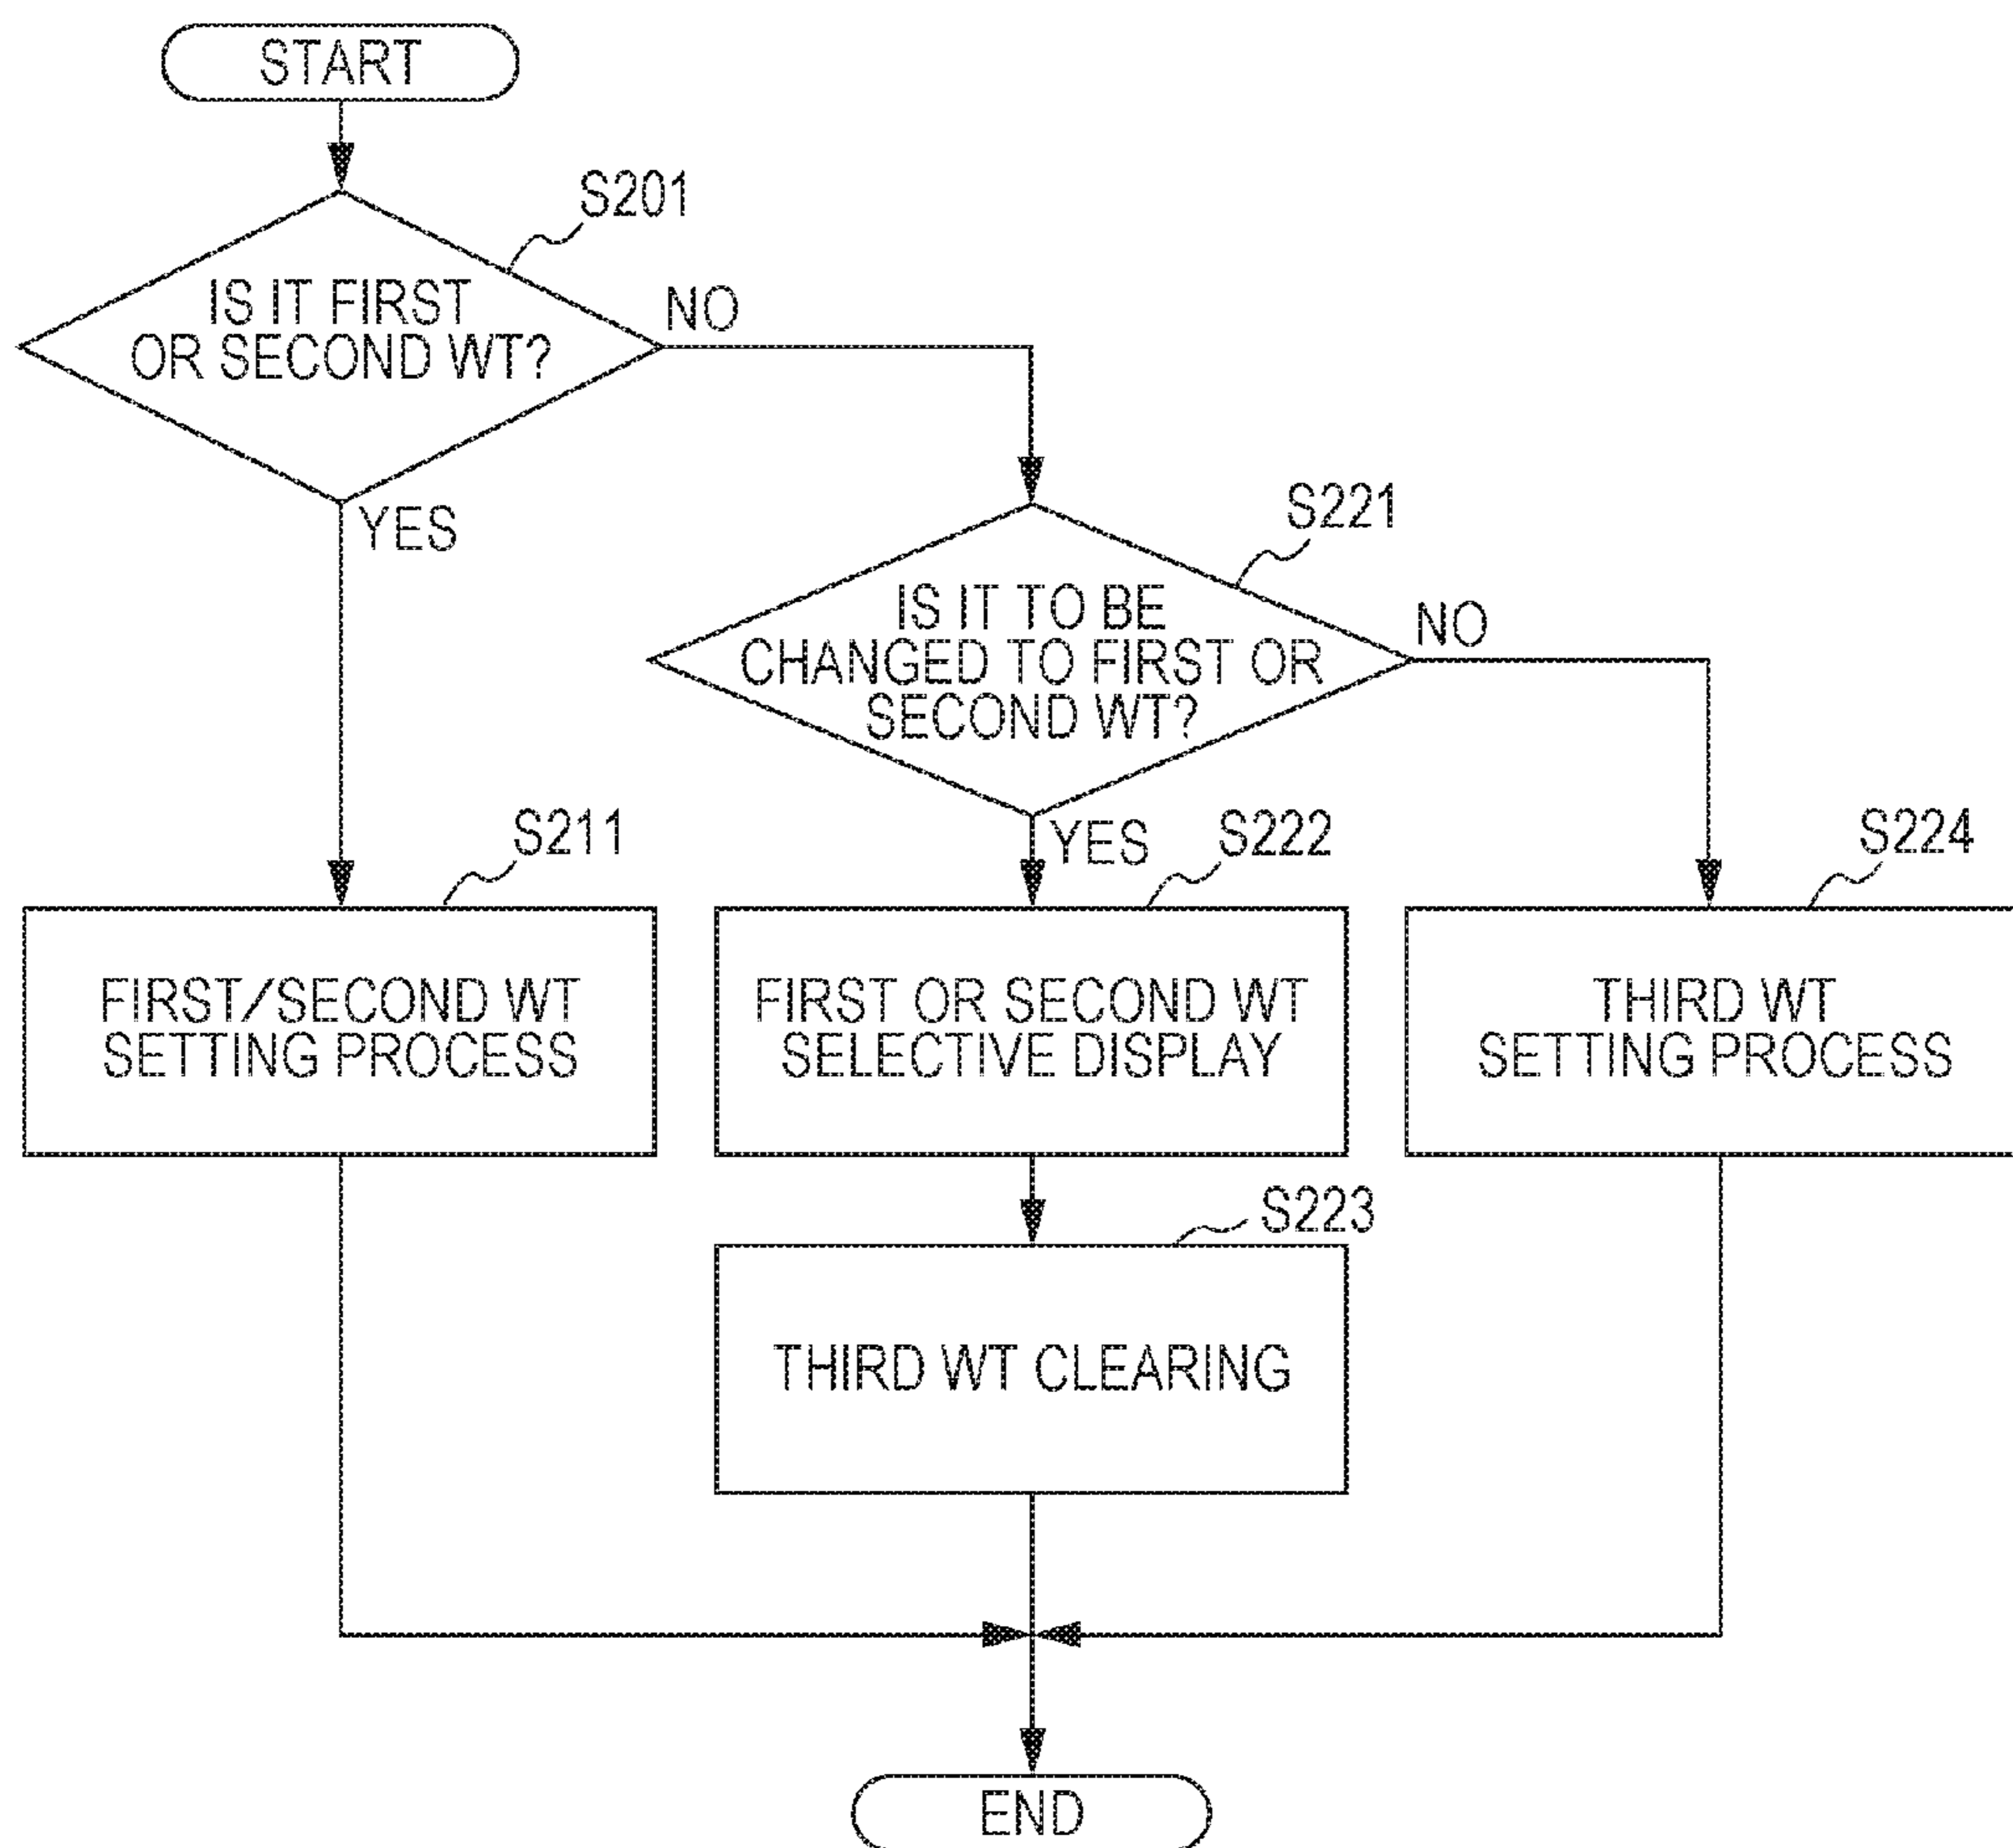 START
S201
IS IT FIRST
OR SECOND WT?
NO
YES
S221
IS IT TO BE
CHANGED TO FIRST OR
SECOND WT?
NO
YES
S211
S222
S224
FIRST/SECOND WT
SETTING PROCESS
FIRST OR SECOND WT
SELECTIVE DISPLAY
THIRD WT
SETTING PROCESS
S223
THIRD WT CLEARING
END